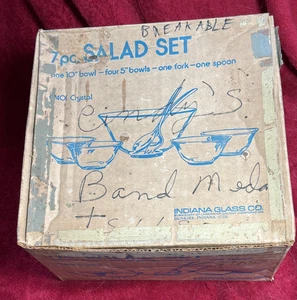 BREAKABLE
7 pc. SALAD SET
one 10" bowl – four 5" bowls – one fork – one spoon
Crystal
Band Meda
INDIANA GLASS CO.